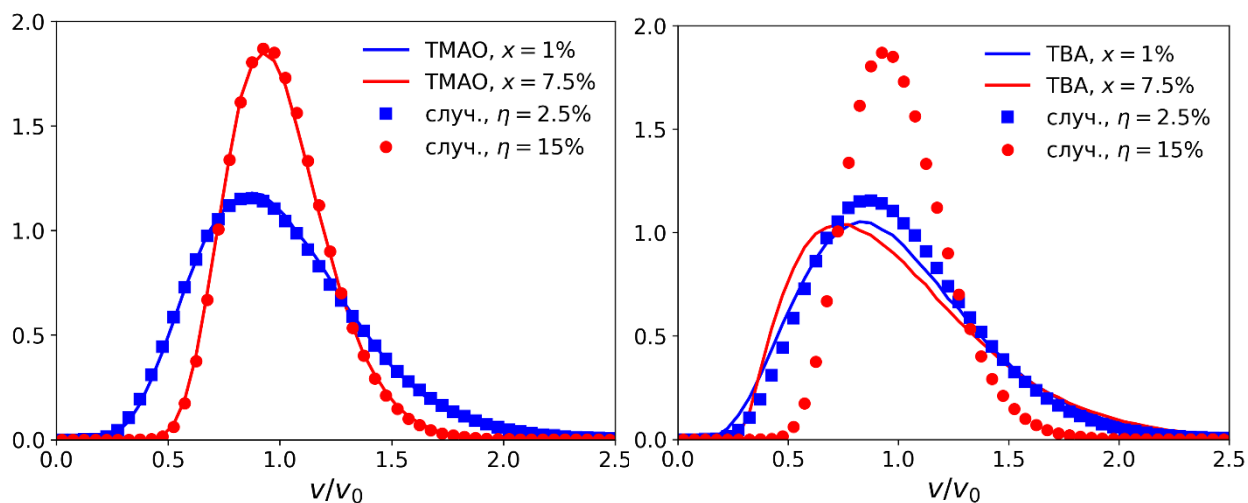 2.0
1.5
1.0
0.5
0.0
0.0
0.5
1.0
1.5
2.0
2.5
v/v₀
TMAO, x = 1%
TMAO, x = 7.5%
случ., η = 2.5%
случ., η = 15%
2.0
1.5
1.0
0.5
0.0
0.0
0.5
1.0
1.5
2.0
2.5
v/v₀
TBA, x = 1%
TBA, x = 7.5%
случ., η = 2.5%
случ., η = 15%